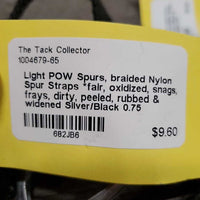 The Tack Collector
1004679-65
Light POW Spurs, braided Nylon
Spur Straps *fair, oxidized, snags,
frays, dirty, peeled, rubbed &
widened Silver/Black 0.75
682JB6
$9.60